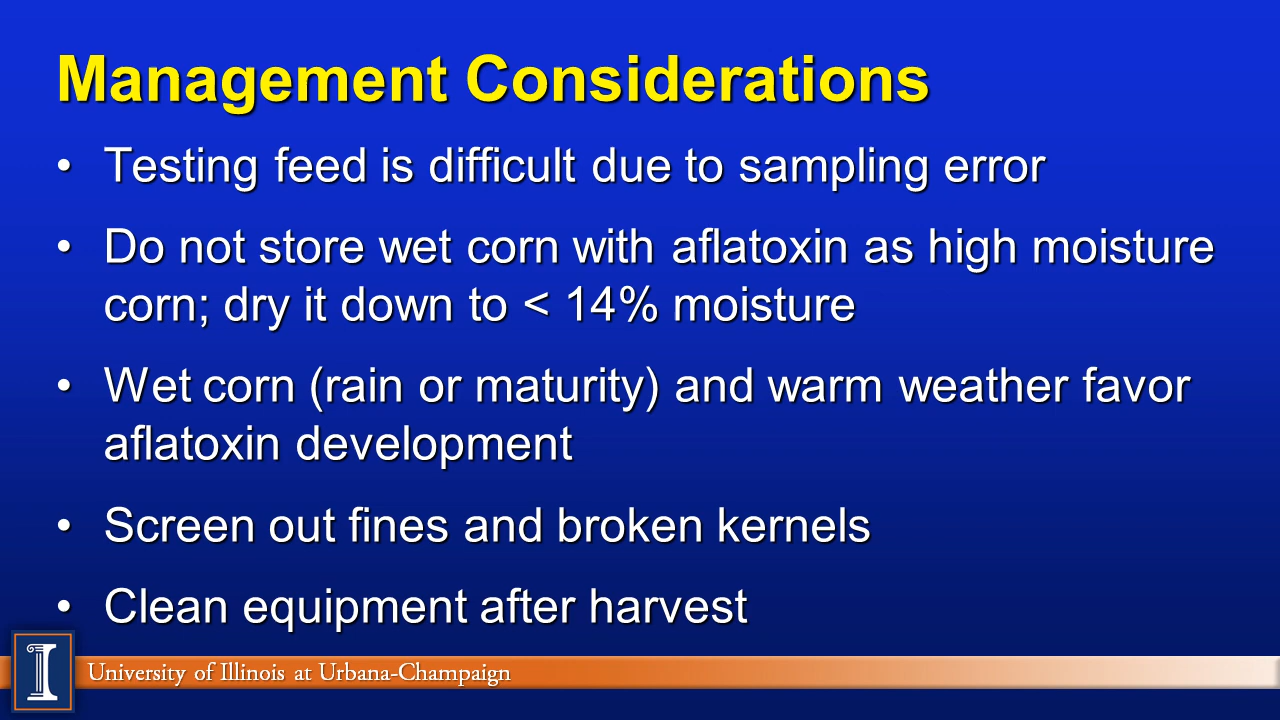 Management Considerations
• Testing feed is difficult due to sampling error
• Do not store wet corn with aflatoxin as high moisture
corn; dry it down to < 14% moisture
• Wet corn (rain or maturity) and warm weather favor
aflatoxin development
• Screen out fines and broken kernels
• Clean equipment after harvest
I
University of Illinois at Urbana-Champaign